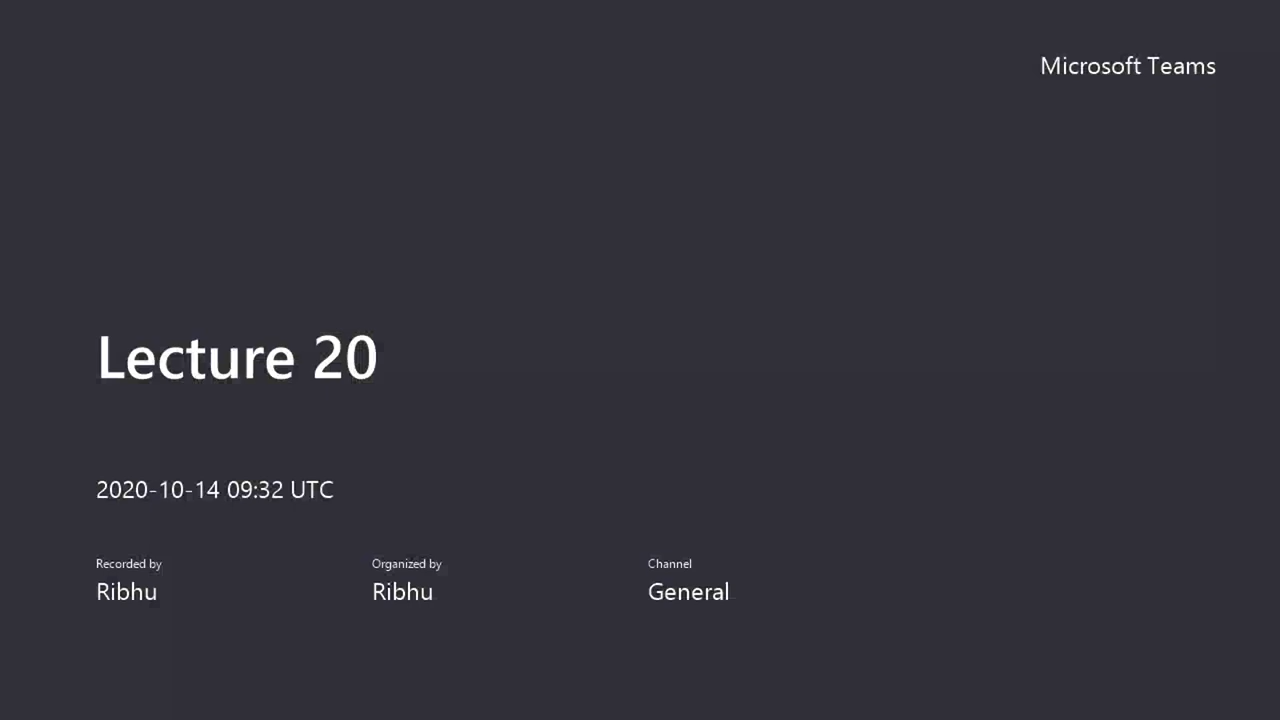 Microsoft Teams
Lecture 20
2020-10-14 09:32 UTC
Recorded by
Ribhu
Organized by
Ribhu
Channel
General